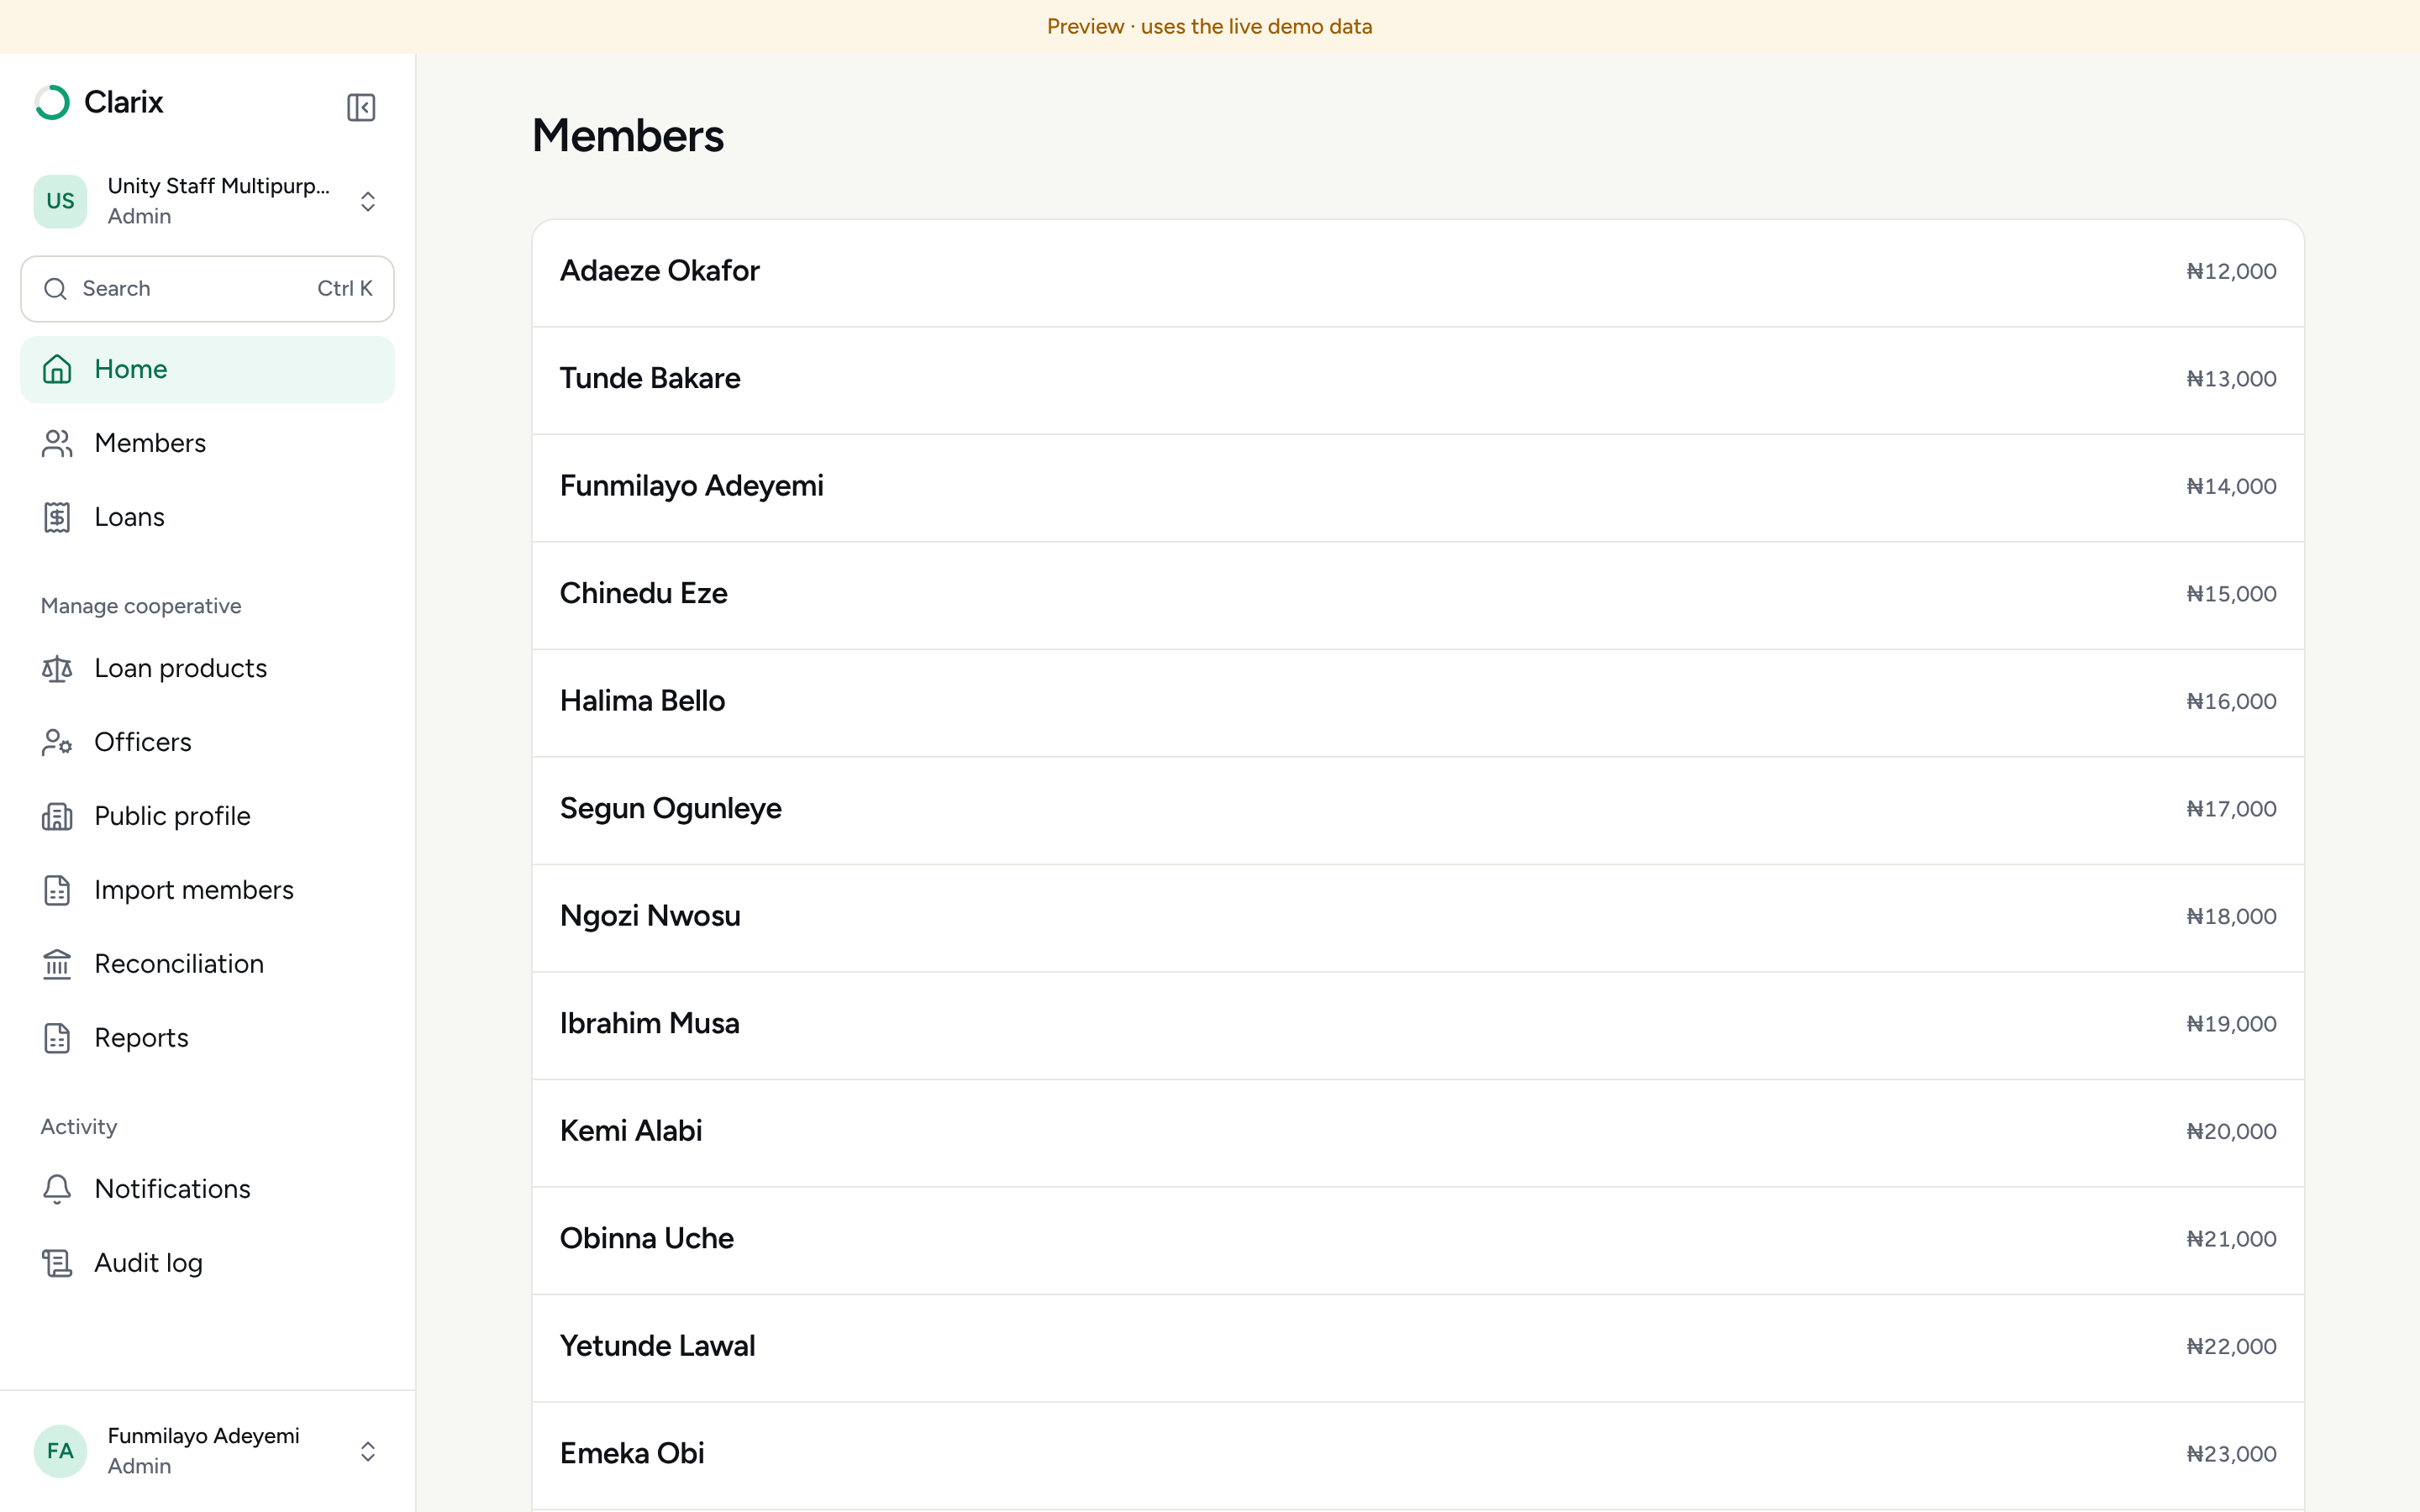 Preview · uses the live demo data
Clarix
US
Unity Staff Multipurp...
Admin
Search Ctrl K
Home
Members
Loans
Manage cooperative
Loan products
Officers
Public profile
Import members
Reconciliation
Reports
Activity
Notifications
Audit log
FA
Funmilayo Adeyemi
Admin
Members
Adaeze Okafor ₦12,000
Tunde Bakare ₦13,000
Funmilayo Adeyemi ₦14,000
Chinedu Eze ₦15,000
Halima Bello ₦16,000
Segun Ogunleye ₦17,000
Ngozi Nwosu ₦18,000
Ibrahim Musa ₦19,000
Kemi Alabi ₦20,000
Obinna Uche ₦21,000
Yetunde Lawal ₦22,000
Emeka Obi ₦23,000